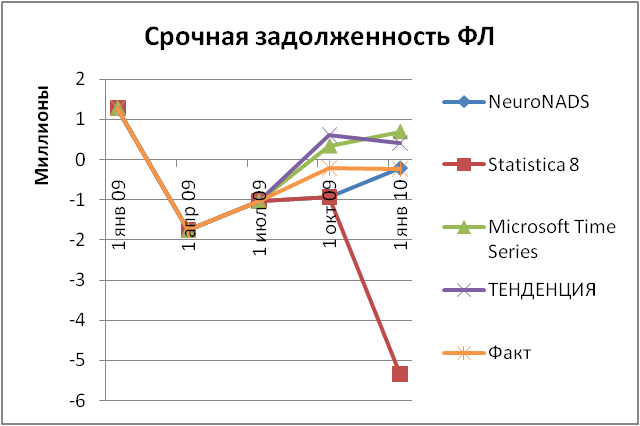 Срочная задолженность ФЛ
Миллионы
2
1
0
-1
-2
-3
-4
-5
-6
1 янв 09
1 апр 09
1 июл 09
1 окт 09
1 янв 10
NeuroNADS
Statistica 8
Microsoft Time
Series
ТЕНДЕНЦИЯ
Факт